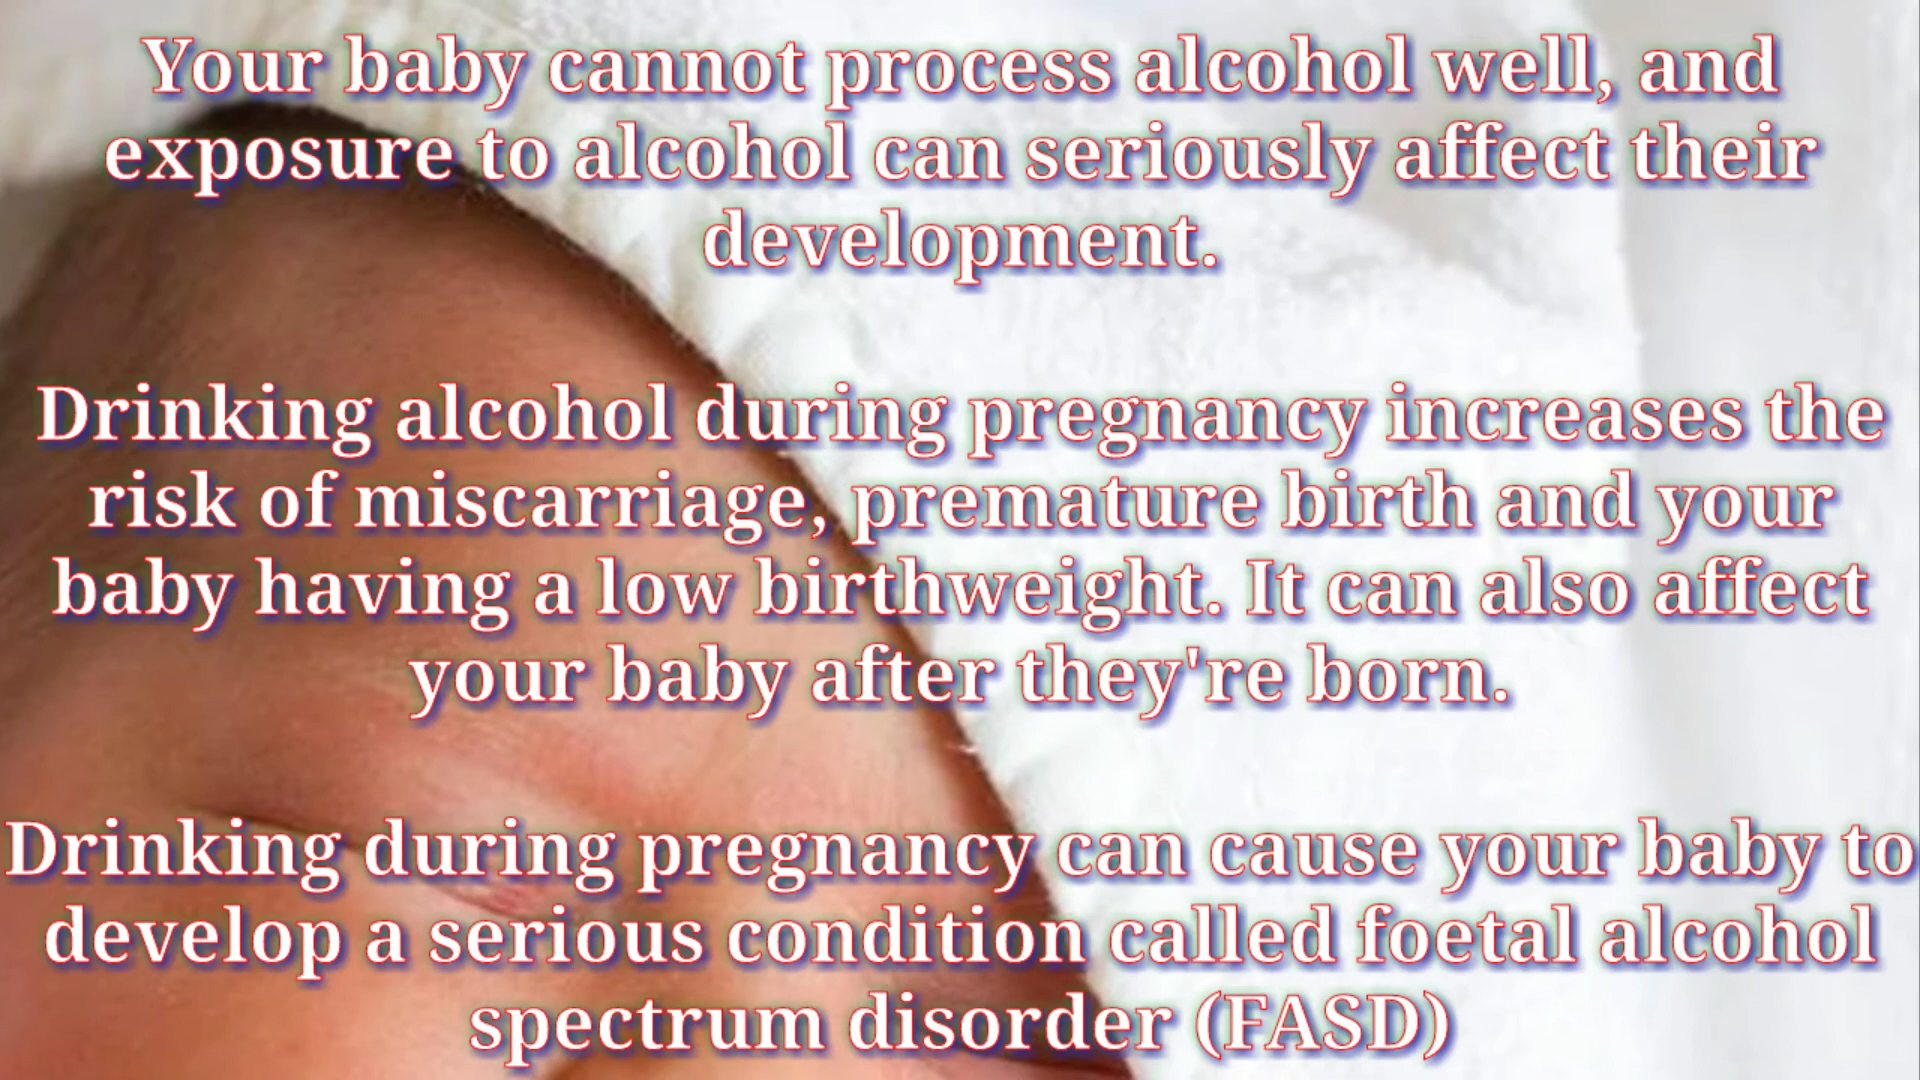 Your baby cannot process alcohol well, and
exposure to alcohol can seriously affect their
development.
Drinking alcohol during pregnancy increases the
risk of miscarriage, premature birth and your
baby having a low birthweight. It can also affect
your baby after they're born.
Drinking during pregnancy can cause your baby to
develop a serious condition called foetal alcohol
spectrum disorder (FASD)